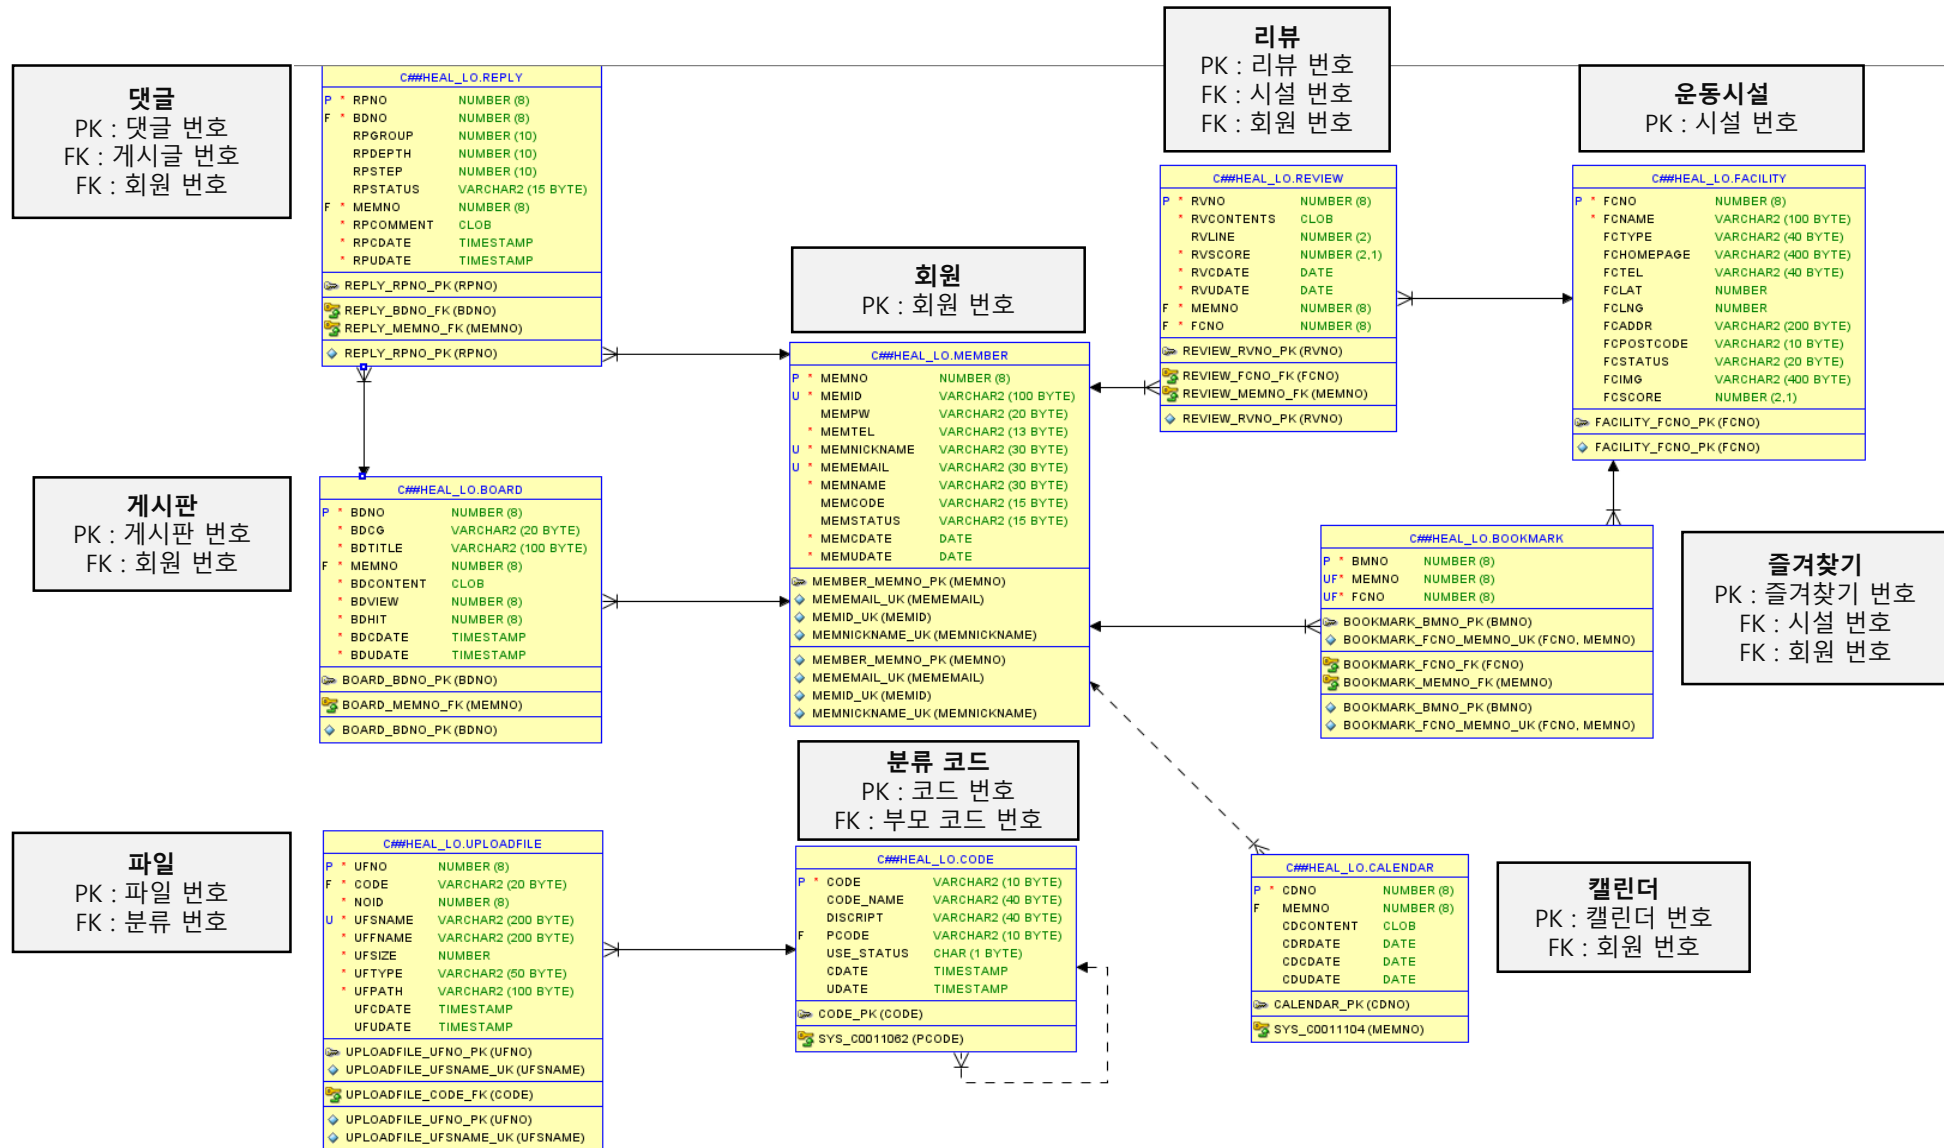 댓글
PK : 댓글 번호
FK : 게시글 번호
FK : 회원 번호
C##HEAL_LO.REPLY
P * RPNO NUMBER (8)
F * BDNO NUMBER (8)
RPGROUP NUMBER (10)
RPDEPTH NUMBER (10)
RPSTEP NUMBER (10)
RPSTATUS VARCHAR2 (15 BYTE)
F * MEMNO NUMBER (8)
* RPCOMMENT CLOB
* RPCDATE TIMESTAMP
* RPUDATE TIMESTAMP
REPLY_RPNO_PK (RPNO)
REPLY_BDNO_FK (BDNO)
REPLY_MEMNO_FK (MEMNO)
REPLY_RPNO_PK (RPNO)
리뷰
PK : 리뷰 번호
FK : 시설 번호
FK : 회원 번호
C##HEAL_LO.REVIEW
P * RVNO NUMBER (8)
* RVCONTENTS CLOB
RVLINE NUMBER (2)
* RVSCORE NUMBER (2,1)
* RVCDATE DATE
* RVUDATE DATE
F * MEMNO NUMBER (8)
F * FCNO NUMBER (8)
REVIEW_RVNO_PK (RVNO)
REVIEW_FCNO_FK (FCNO)
REVIEW_MEMNO_FK (MEMNO)
REVIEW_RVNO_PK (RVNO)
운동시설
PK : 시설 번호
C##HEAL_LO.FACILITY
P * FCNO NUMBER (8)
* FCNAME VARCHAR2 (100 BYTE)
FCTYPE VARCHAR2 (40 BYTE)
FCHOMEPAGE VARCHAR2 (400 BYTE)
FCTEL VARCHAR2 (40 BYTE)
FCLAT NUMBER
FCLNG NUMBER
FCADDR VARCHAR2 (200 BYTE)
FCPOSTCODE VARCHAR2 (10 BYTE)
FCSTATUS VARCHAR2 (20 BYTE)
FCIMG VARCHAR2 (400 BYTE)
FCSCORE NUMBER (2,1)
FACILITY_FCNO_PK (FCNO)
FACILITY_FCNO_PK (FCNO)
회원
PK : 회원 번호
C##HEAL_LO.MEMBER
P * MEMNO NUMBER (8)
U * MEMID VARCHAR2 (100 BYTE)
MEMPW VARCHAR2 (20 BYTE)
* MEMTEL VARCHAR2 (13 BYTE)
U * MEMNICKNAME VARCHAR2 (30 BYTE)
U * MEMEMAIL VARCHAR2 (30 BYTE)
* MEMNAME VARCHAR2 (30 BYTE)
MEMCODE VARCHAR2 (15 BYTE)
MEMSTATUS VARCHAR2 (15 BYTE)
* MEMCDATE DATE
* MEMUDATE DATE
MEMBER_MEMNO_PK (MEMNO)
MEMEMAIL_UK (MEMEMAIL)
MEMID_UK (MEMID)
MEMNICKNAME_UK (MEMNICKNAME)
MEMBER_MEMNO_PK (MEMNO)
MEMEMAIL_UK (MEMEMAIL)
MEMID_UK (MEMID)
MEMNICKNAME_UK (MEMNICKNAME)
게시판
PK : 게시판 번호
FK : 회원 번호
C##HEAL_LO.BOARD
P * BDNO NUMBER (8)
* BDCG VARCHAR2 (20 BYTE)
* BDTITLE VARCHAR2 (100 BYTE)
F * MEMNO NUMBER (8)
* BDCONTENT CLOB
* BDVIEW NUMBER (8)
* BDHIT NUMBER (8)
* BDCDATE TIMESTAMP
* BDUDATE TIMESTAMP
BOARD_BDNO_PK (BDNO)
BOARD_MEMNO_FK (MEMNO)
BOARD_BDNO_PK (BDNO)
C##HEAL_LO.BOOKMARK
P * BMNO NUMBER (8)
UF* MEMNO NUMBER (8)
UF* FCNO NUMBER (8)
BOOKMARK_BMNO_PK (BMNO)
BOOKMARK_FCNO_MEMNO_UK (FCNO, MEMNO)
BOOKMARK_FCNO_FK (FCNO)
BOOKMARK_MEMNO_FK (MEMNO)
BOOKMARK_BMNO_PK (BMNO)
BOOKMARK_FCNO_MEMNO_UK (FCNO, MEMNO)
즐겨찾기
PK : 즐겨찾기 번호
FK : 시설 번호
FK : 회원 번호
파일
PK : 파일 번호
FK : 분류 번호
C##HEAL_LO.UPLOADFILE
P * UFNO NUMBER (8)
F * CODE VARCHAR2 (20 BYTE)
* NOID NUMBER (8)
U * UFSNAME VARCHAR2 (200 BYTE)
* UFFNAME VARCHAR2 (200 BYTE)
* UFSIZE NUMBER
* UFTYPE VARCHAR2 (50 BYTE)
* UFPATH VARCHAR2 (100 BYTE)
UFCDATE TIMESTAMP
UFUDATE TIMESTAMP
UPLOADFILE_UFNO_PK (UFNO)
UPLOADFILE_UFSNAME_UK (UFSNAME)
UPLOADFILE_CODE_FK (CODE)
UPLOADFILE_UFNO_PK (UFNO)
UPLOADFILE_UFSNAME_UK (UFSNAME)
분류 코드
PK : 코드 번호
FK : 부모 코드 번호
C##HEAL_LO.CODE
P * CODE VARCHAR2 (10 BYTE)
CODE_NAME VARCHAR2 (40 BYTE)
DISCRIPT VARCHAR2 (40 BYTE)
F PCODE VARCHAR2 (10 BYTE)
USE_STATUS CHAR (1 BYTE)
CDATE TIMESTAMP
UDATE TIMESTAMP
CODE_PK (CODE)
SYS_C0011062 (PCODE)
C##HEAL_LO.CALENDAR
P * CDNO NUMBER (8)
F MEMNO NUMBER (8)
CDCONTENT CLOB
CDRDATE DATE
CDCDATE DATE
CDUDATE DATE
CALENDAR_PK (CDNO)
SYS_C0011104 (MEMNO)
캘린더
PK : 캘린더 번호
FK : 회원 번호